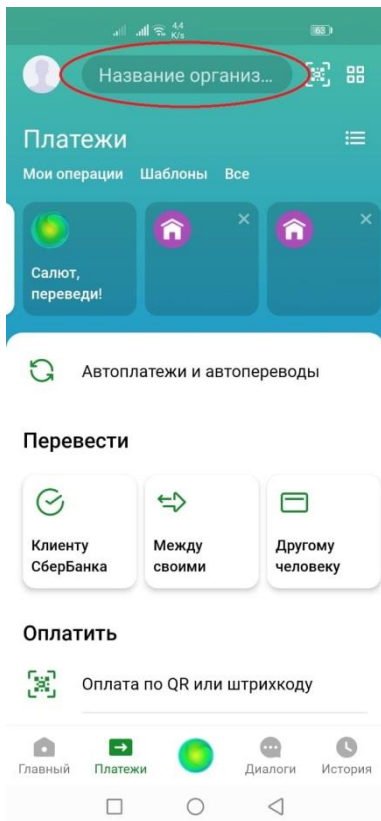 4,4
K/s
63
Название организ...
Платежи
Мои операции Шаблоны Все
Салют,
переведи!
Автоплатежи и автопереводы
Перевести
Клиенту
СберБанка
Между
своими
Другому
человеку
Оплатить
Оплата по QR или штрихкоду
Главный Платежи Диалоги История